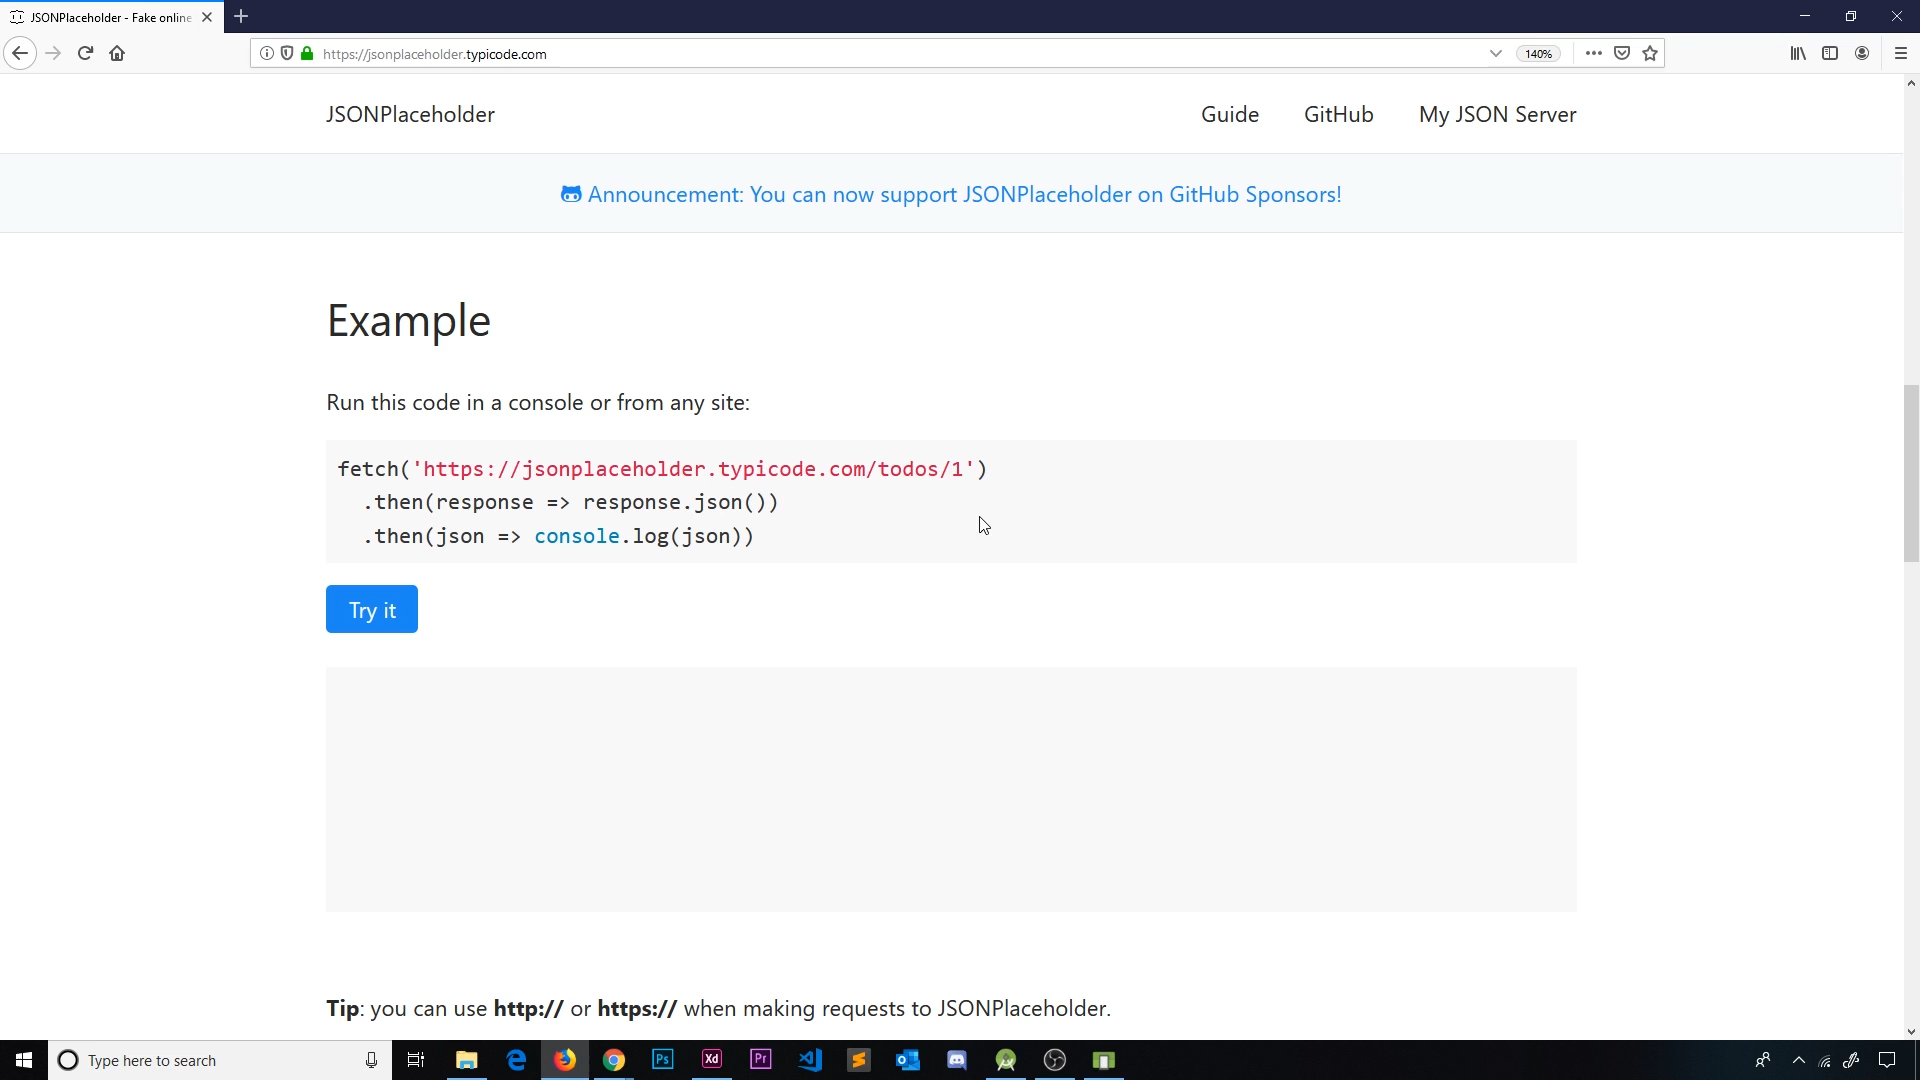 JSONPlaceholder - Fake online
https://jsonplaceholder.typicode.com
140%
JSONPlaceholder
Guide
GitHub
My JSON Server
Announcement: You can now support JSONPlaceholder on GitHub Sponsors!
Example
Run this code in a console or from any site:
fetch('https://jsonplaceholder.typicode.com/todos/1')
.then(response => response.json())
.then(json => console.log(json))
Try it
Tip: you can use http:// or https:// when making requests to JSONPlaceholder.
Type here to search
Ps
Xd
Pr